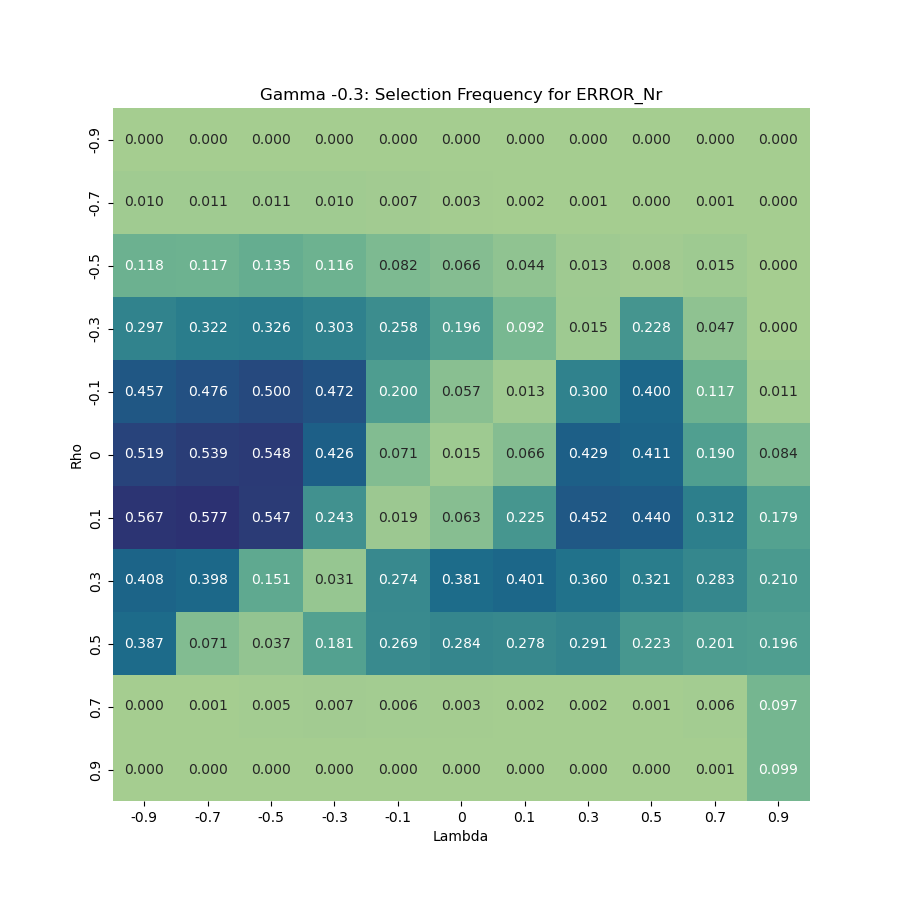 Gamma -0.3: Selection Frequency for ERROR_Nr
-0.9 0.000 0.000 0.000 0.000 0.000 0.000 0.000 0.000 0.000 0.000 0.000
-0.7 0.010 0.011 0.011 0.010 0.007 0.003 0.002 0.001 0.000 0.001 0.000
-0.5 0.118 0.117 0.135 0.116 0.082 0.066 0.044 0.013 0.008 0.015 0.000
-0.3 0.297 0.322 0.326 0.303 0.258 0.196 0.092 0.015 0.228 0.047 0.000
-0.1 0.457 0.476 0.500 0.472 0.200 0.057 0.013 0.300 0.400 0.117 0.011
Rho
0 0.519 0.539 0.548 0.426 0.071 0.015 0.066 0.429 0.411 0.190 0.084
0.1 0.567 0.577 0.547 0.243 0.019 0.063 0.225 0.452 0.440 0.312 0.179
0.3 0.408 0.398 0.151 0.031 0.274 0.381 0.401 0.360 0.321 0.283 0.210
0.5 0.387 0.071 0.037 0.181 0.269 0.284 0.278 0.291 0.223 0.201 0.196
0.7 0.000 0.001 0.005 0.007 0.006 0.003 0.002 0.002 0.001 0.006 0.097
0.9 0.000 0.000 0.000 0.000 0.000 0.000 0.000 0.000 0.000 0.001 0.099
-0.9 -0.7 -0.5 -0.3 -0.1 0 0.1 0.3 0.5 0.7 0.9
Lambda